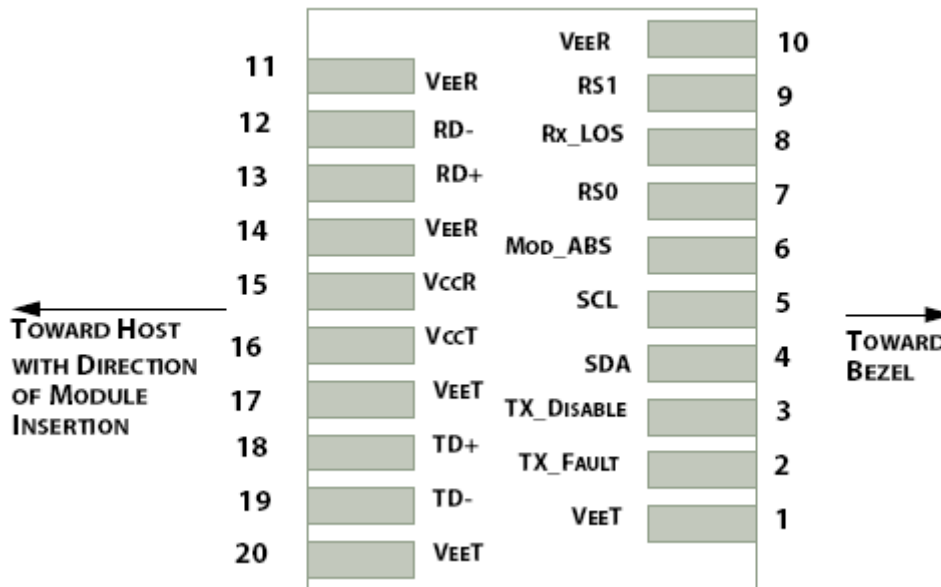 VEER 10
11 VEER
RS1 9
12 RD-
RX_LOS 8
13 RD+
RS0 7
14 VEER
MOD_ABS 6
15 VCCR
SCL 5
TOWARD HOST
WITH DIRECTION
OF MODULE
INSERTION
TOWARD
BEZEL
16 VCCT
SDA 4
17 VEET
TX_DISABLE 3
18 TD+
TX_FAULT 2
19 TD-
VEET 1
20 VEET